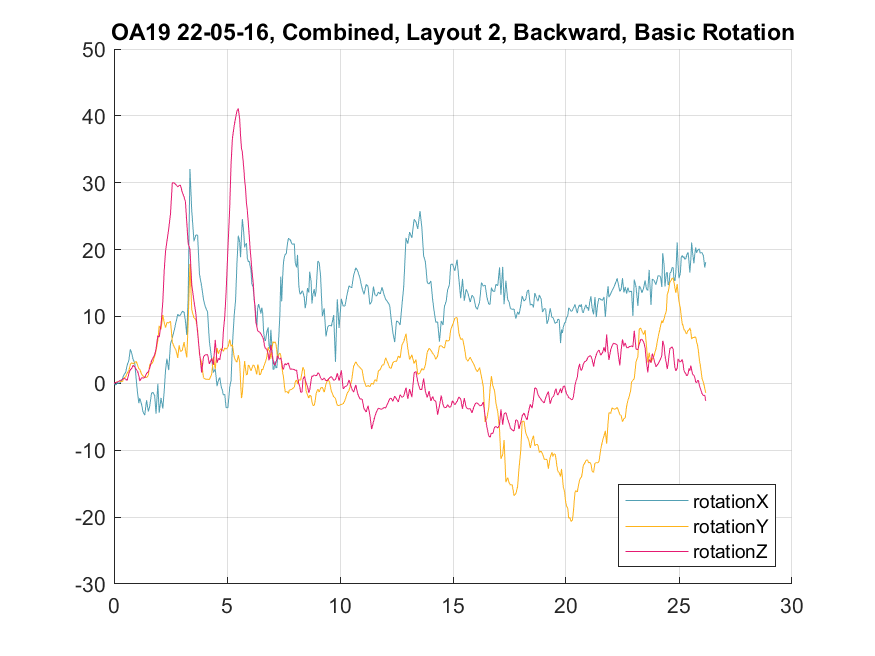 OA19 22-05-16, Combined, Layout 2, Backward, Basic Rotation
50
40
30
20
10
0
-10
-20
-30
0 5 10 15 20 25 30
rotationX
rotationY
rotationZ